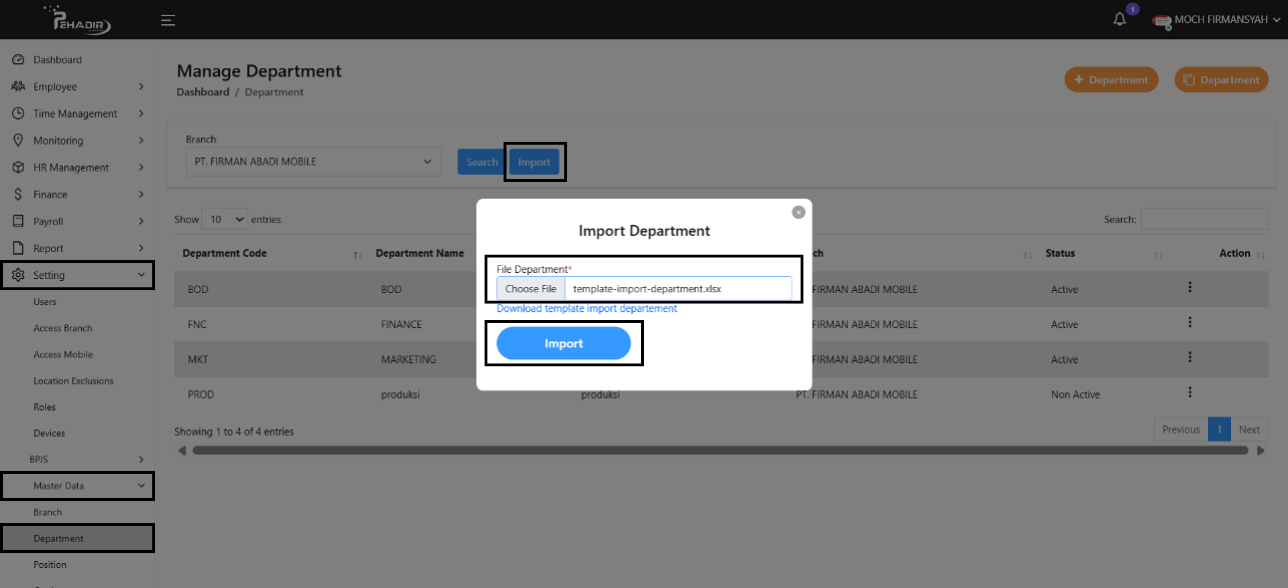 PEHADIR
1
MOCH FIRMANSYAH
Dashboard
Employee
Time Management
Monitoring
HR Management
Finance
Payroll
Report
Setting
Users
Access Branch
Access Mobile
Location Exclusions
Roles
Devices
BPJS
Master Data
Branch
Department
Position
Manage Department
Dashboard / Department
+ Department
Department
Branch
PT. FIRMAN ABADI MOBILE
Search
Import
Show 10 entries
Search:
Department Code
Department Name
ch
Status
Action
BOD
BOD
FIRMAN ABADI MOBILE
Active
FNC
FINANCE
FIRMAN ABADI MOBILE
Active
MKT
MARKETING
FIRMAN ABADI MOBILE
Active
PROD
produksi
produksi
PT. FIRMAN ABADI MOBILE
Non Active
Showing 1 to 4 of 4 entries
Previous
1
Next
Import Department
File Department*
Choose File
template-import-department.xlsx
Download template import departement
Import